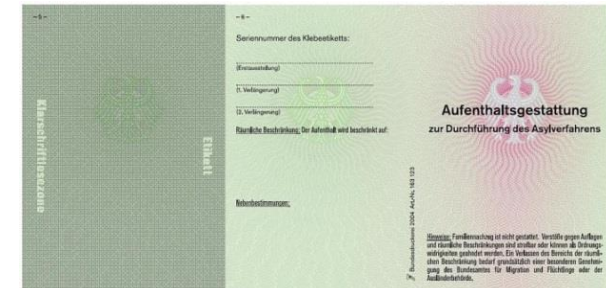 –5–
Klarschriftlesezone
Etikett
–6–
Seriennummer des Klebeetiketts:
(Erstausstellung)
(1. Verlängerung)
(2. Verlängerung)
Räumliche Beschränkung: Der Aufenthalt wird beschränkt auf:
Nebenbestimmungen:
Bundesdruckerei 2004 Art.-Nr. 163 123
Aufenthaltsgestattung
zur Durchführung des Asylverfahrens
Hinweise: Familiennachzug ist nicht gestattet. Verstöße gegen Auflagen
und räumliche Beschränkungen sind strafbar oder können als Ordnungs-
widrigkeiten geahndet werden. Ein Verlassen des Bereichs der räumli-
chen Beschränkung bedarf grundsätzlich einer besonderen Genehmi-
gung des Bundesamtes für Migration und Flüchtlinge oder der
Ausländerbehörde.